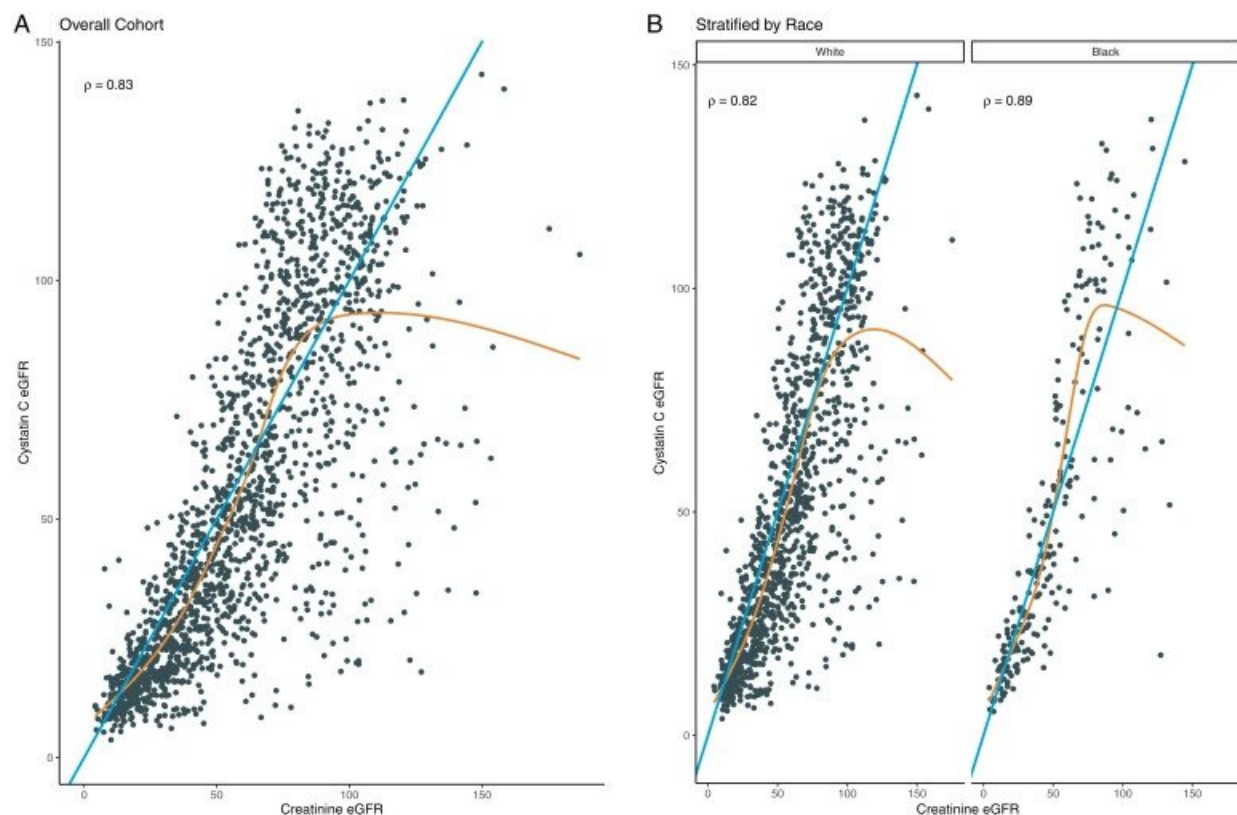 A Overall Cohort
150
ρ = 0.83
100
50
0
Cystatin C eGFR
0 50 100 150
Creatinine eGFR
B Stratified by Race
White Black
150
ρ = 0.82 ρ = 0.89
100
50
0
Cystatin C eGFR
0 50 100 150 0 50 100 150
Creatinine eGFR